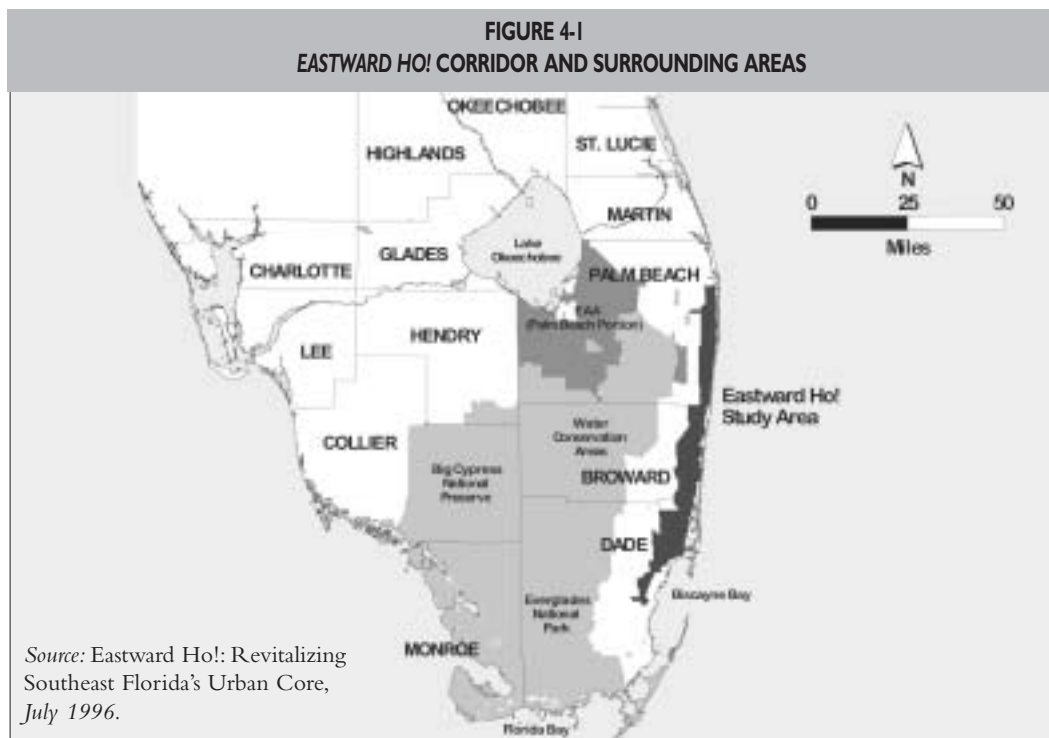 FIGURE 4-1
EASTWARD HO! CORRIDOR AND SURROUNDING AREAS
OKEECHOBEE
ST. LUCIE
HIGHLANDS
N
0 25 50
Miles
MARTIN
Lake
Okeechobee
GLADES
CHARLOTTE
PALM BEACH
EAA
(Palm Beach Portion)
HENDRY
LEE
Eastward Ho!
Study Area
Water
Conservation
Areas
COLLIER
Big Cypress
National
Preserve
BROWARD
DADE
Biscayne Bay
Everglades
National
Park
MONROE
Source: Eastward Ho!: Revitalizing
Southeast Florida's Urban Core,
July 1996.
Florida Bay